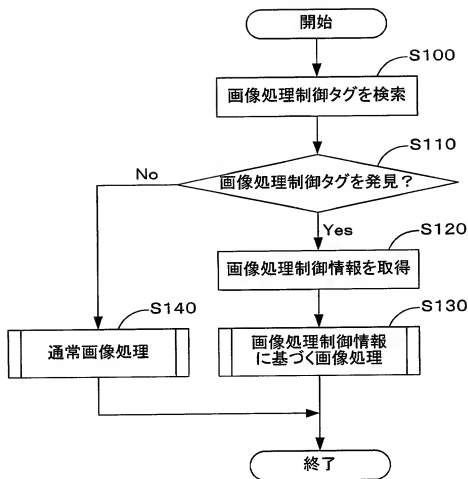 開始
S100
画像処理制御タグを検索
S110
画像処理制御タグを発見?
No
Yes
S120
画像処理制御情報を取得
S130
画像処理制御情報
に基づく画像処理
S140
通常画像処理
終了